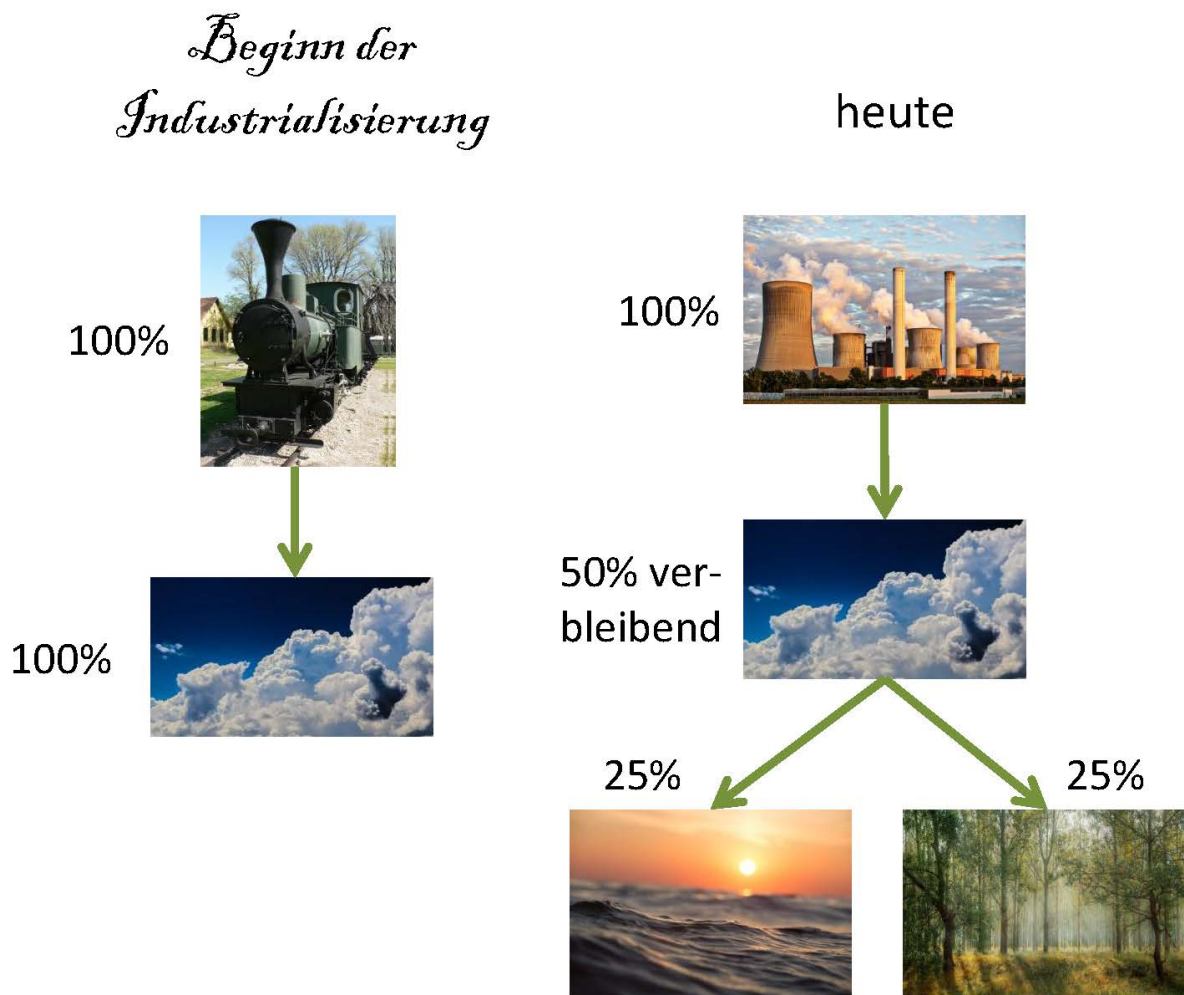 Beginn der
Industrialisierung
100%
100%
heute
100%
50% ver-
bleibend
25%
25%